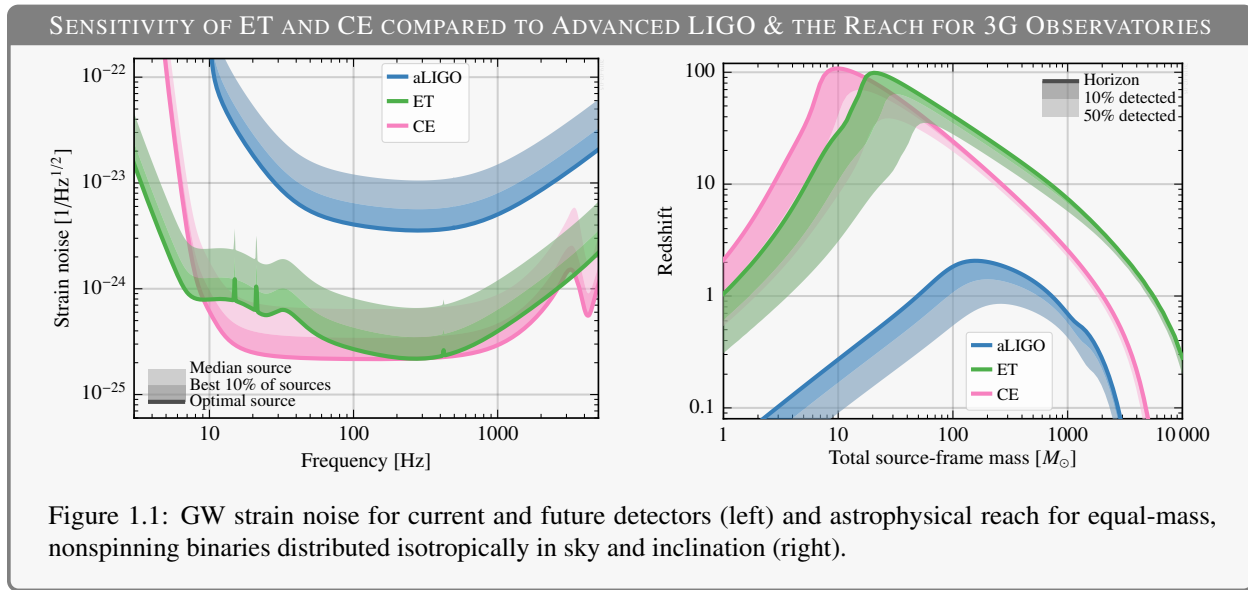 SENSITIVITY OF ET AND CE COMPARED TO ADVANCED LIGO & THE REACH FOR 3G OBSERVATORIES
10⁻²²
10⁻²³
10⁻²⁴
10⁻²⁵
Strain noise [1/Hz^{1/2}]
aLIGO
ET
CE
Median source
Best 10% of sources
Optimal source
10
100
1000
Frequency [Hz]
100
10
1
0.1
Redshift
Horizon
10% detected
50% detected
aLIGO
ET
CE
1
10
100
1000
10 000
Total source-frame mass [M⊙]
Figure 1.1: GW strain noise for current and future detectors (left) and astrophysical reach for equal-mass,
nonspinning binaries distributed isotropically in sky and inclination (right).